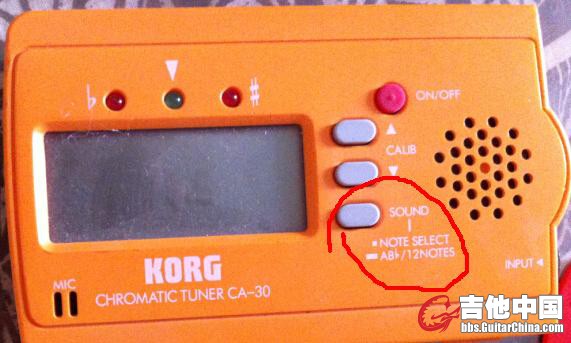 ♭ ▼ ♯
ON/OFF
▲
CALIB
▼
SOUND
NOTE SELECT
AB♭/12NOTES
KORG
INPUT ◄
MIC
CHROMATIC TUNER CA-30
吉他中国
bbs.GuitarChina.com